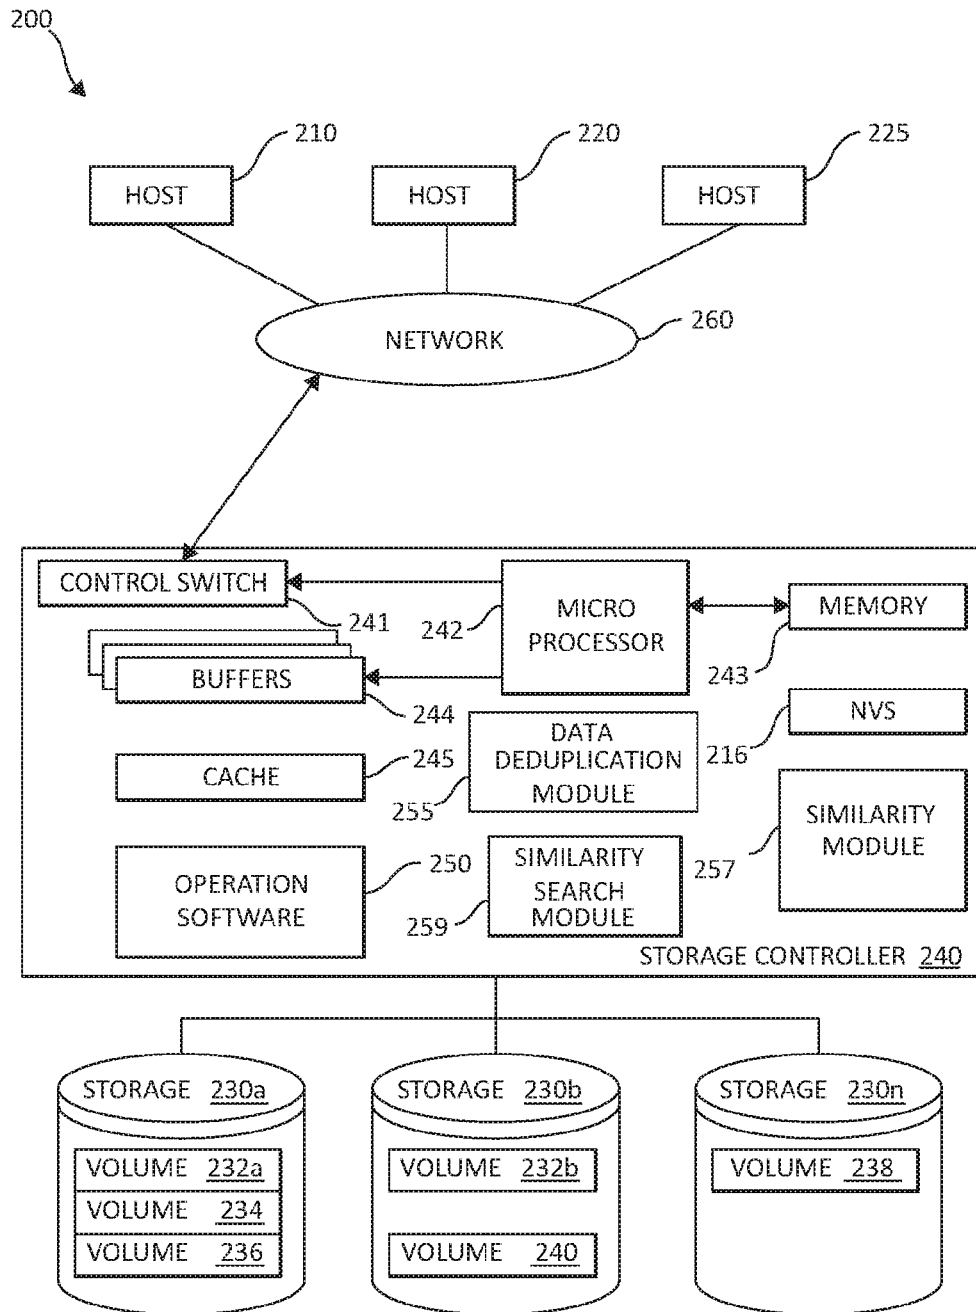 200
210
220
225
HOST
HOST
HOST
NETWORK
260
CONTROL SWITCH
241
242
MICRO
PROCESSOR
MEMORY
243
BUFFERS
244
NVS
216
CACHE
245
DATA
DEDUPLICATION
MODULE
255
SIMILARITY
MODULE
257
OPERATION
SOFTWARE
250
SIMILARITY
SEARCH
MODULE
259
STORAGE CONTROLLER 240
STORAGE 230a
STORAGE 230b
STORAGE 230n
VOLUME 232a
VOLUME 234
VOLUME 236
VOLUME 232b
VOLUME 240
VOLUME 238